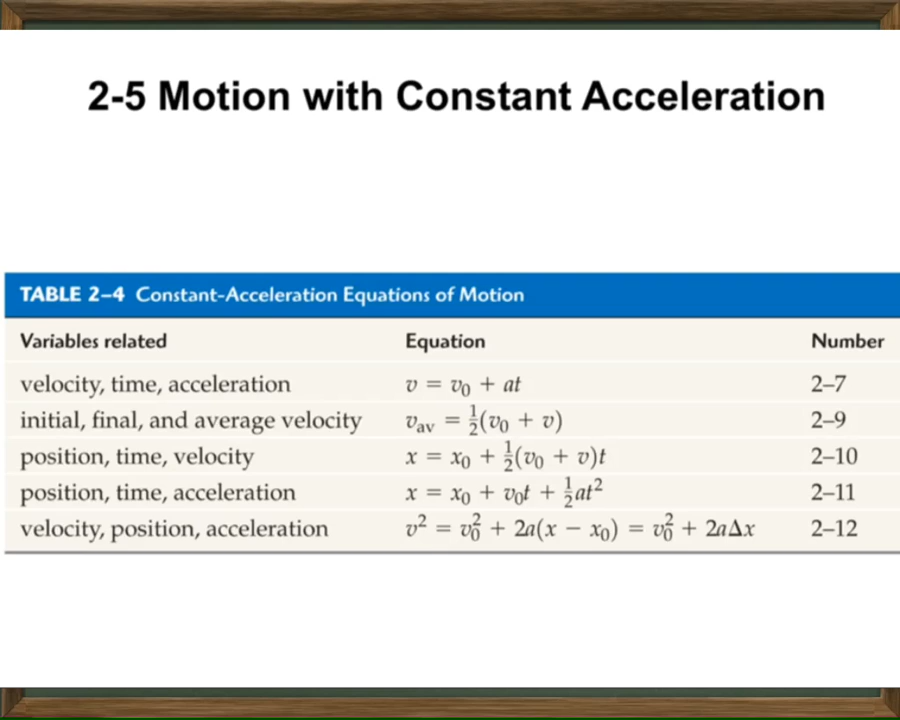 2-5 Motion with Constant Acceleration
TABLE 2–4 Constant-Acceleration Equations of Motion
Variables related Equation Number
velocity, time, acceleration v = v₀ + at 2–7
initial, final, and average velocity vₐᵥ = ½(v₀ + v) 2–9
position, time, velocity x = x₀ + ½(v₀ + v)t 2–10
position, time, acceleration x = x₀ + v₀t + ½at² 2–11
velocity, position, acceleration v² = v₀² + 2a(x − x₀) = v₀² + 2aΔx 2–12